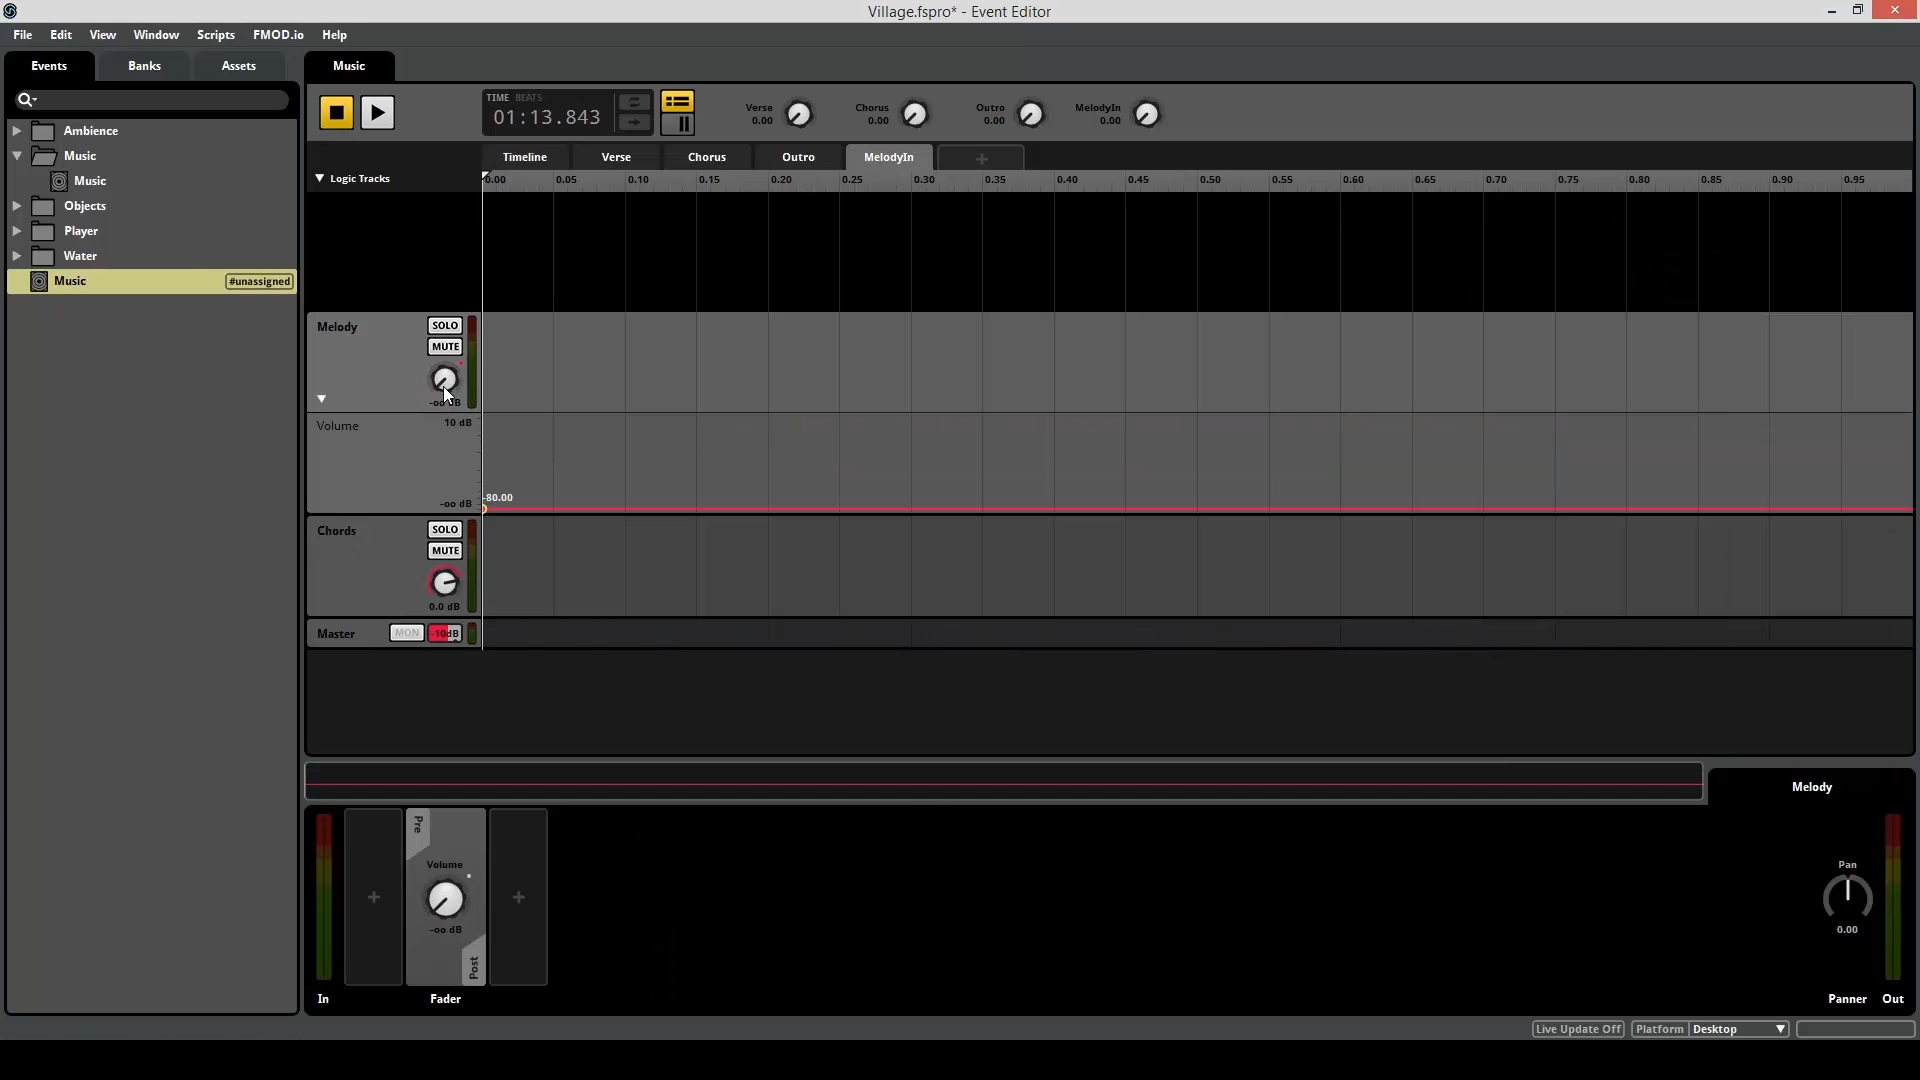 Village.fspro* - Event Editor
File Edit View Window Scripts FMOD.io Help
Events Banks Assets Music
TIME BEATS
01:13.843
Verse
0.00
Chorus
0.00
Outro
0.00
MelodyIn
0.00
Ambience
Music
Music
Objects
Player
Water
Music #unassigned
Timeline Verse Chorus Outro MelodyIn +
Logic Tracks 0.00 0.05 0.10 0.15 0.20 0.25 0.30 0.35 0.40 0.45 0.50 0.55 0.60 0.65 0.70 0.75 0.80 0.85 0.90 0.95
Melody SOLO
MUTE
Volume 10 dB
-oo dB
-80.00
Chords SOLO
MUTE
0.0 dB
Master MON -10dB
Melody
Pre
Volume
-oo dB
Post
+ +
Pan
0.00
In Fader Panner Out
Live Update Off Platform Desktop